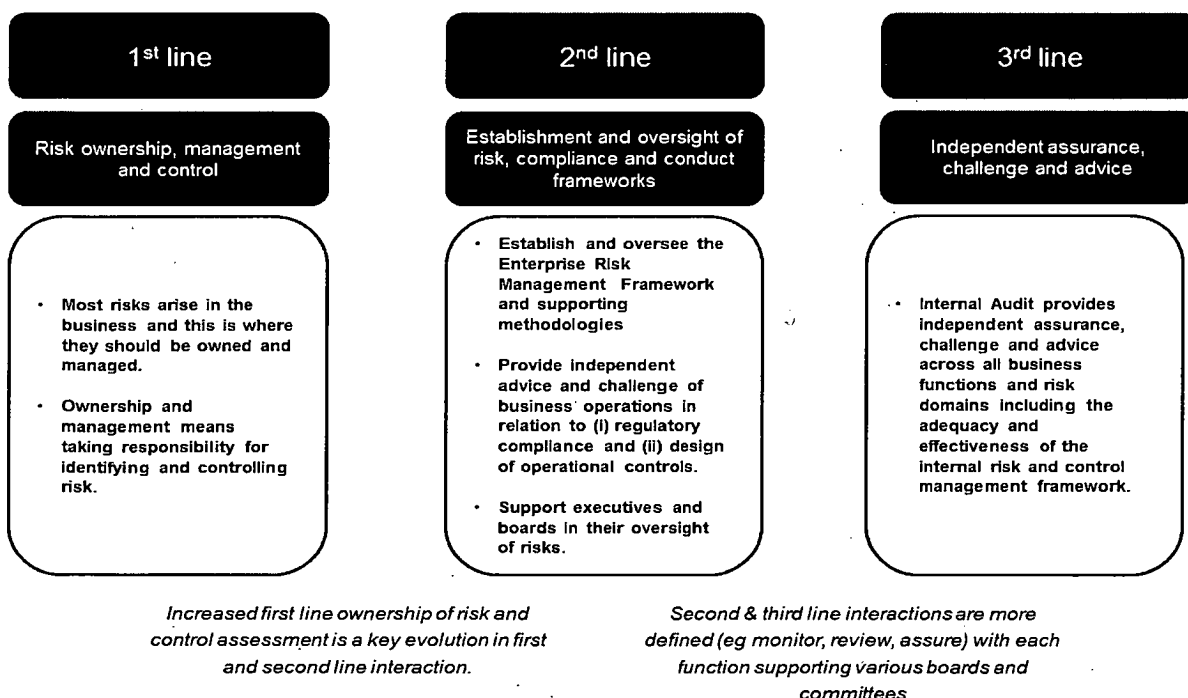 1st line
Risk ownership, management
and control
• Most risks arise in the
business and this is where
they should be owned and
managed.
• Ownership and
management means
taking responsibility for
identifying and controlling
risk.
2nd line
Establishment and oversight of
risk, compliance and conduct
frameworks
• Establish and oversee the
Enterprise Risk
Management Framework
and supporting
methodologies
• Provide independent
advice and challenge of
business operations in
relation to (i) regulatory
compliance and (ii) design
of operational controls.
• Support executives and
boards in their oversight
of risks.
3rd line
Independent assurance,
challenge and advice
• Internal Audit provides
independent assurance,
challenge and advice
across all business
functions and risk
domains including the
adequacy and
effectiveness of the
internal risk and control
management framework.
Increased first line ownership of risk and
control assessment is a key evolution in first
and second line interaction.
Second & third line interactions are more
defined (eg monitor, review, assure) with each
function supporting various boards and
committees